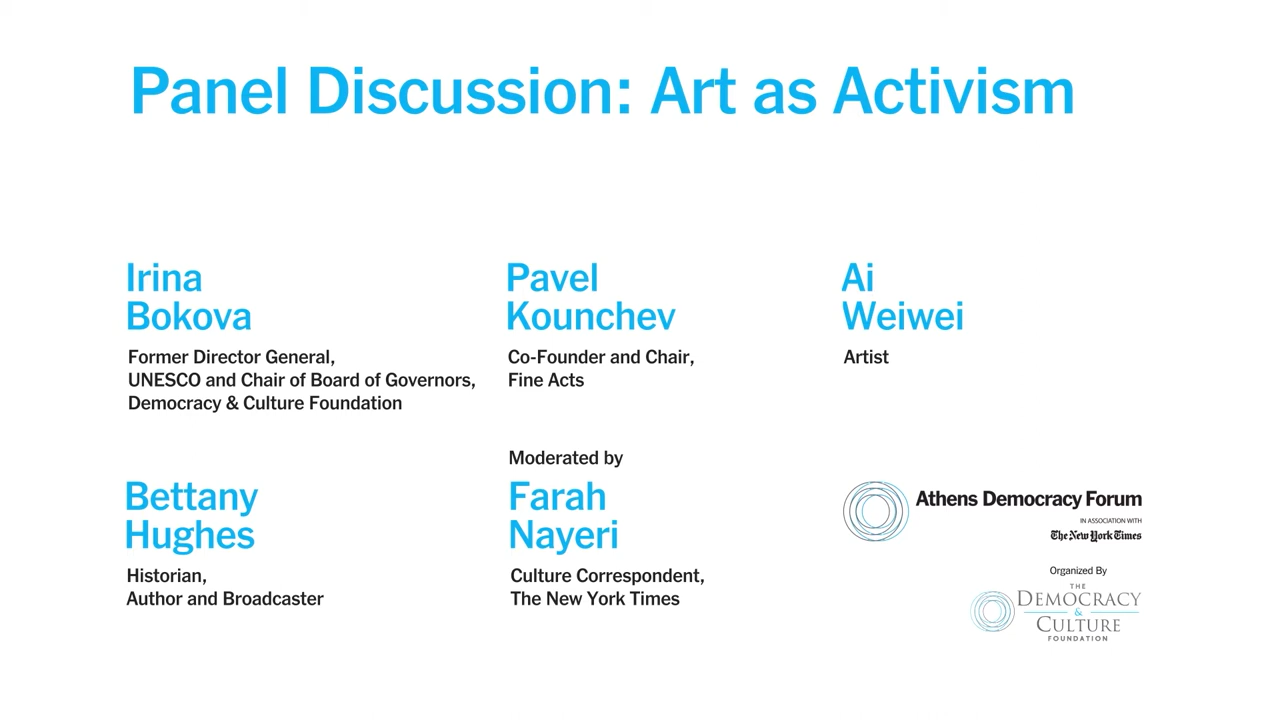 Panel Discussion: Art as Activism
Irina
Bokova
Former Director General,
UNESCO and Chair of Board of Governors,
Democracy & Culture Foundation
Pavel
Kounchev
Co-Founder and Chair,
Fine Acts
Ai
Weiwei
Artist
Bettany
Hughes
Historian,
Author and Broadcaster
Moderated by
Farah
Nayeri
Culture Correspondent,
The New York Times
Athens Democracy Forum
IN ASSOCIATION WITH
The New York Times
Organized By
THE
DEMOCRACY
&
CULTURE
FOUNDATION